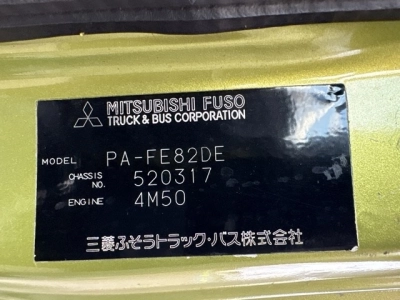 MITSUBISHI FUSO
TRUCK & BUS CORPORATION
MODEL PA-FE82DE
CHASSIS NO. 520317
ENGINE 4M50
三菱ふそうトラック・バス株式会社